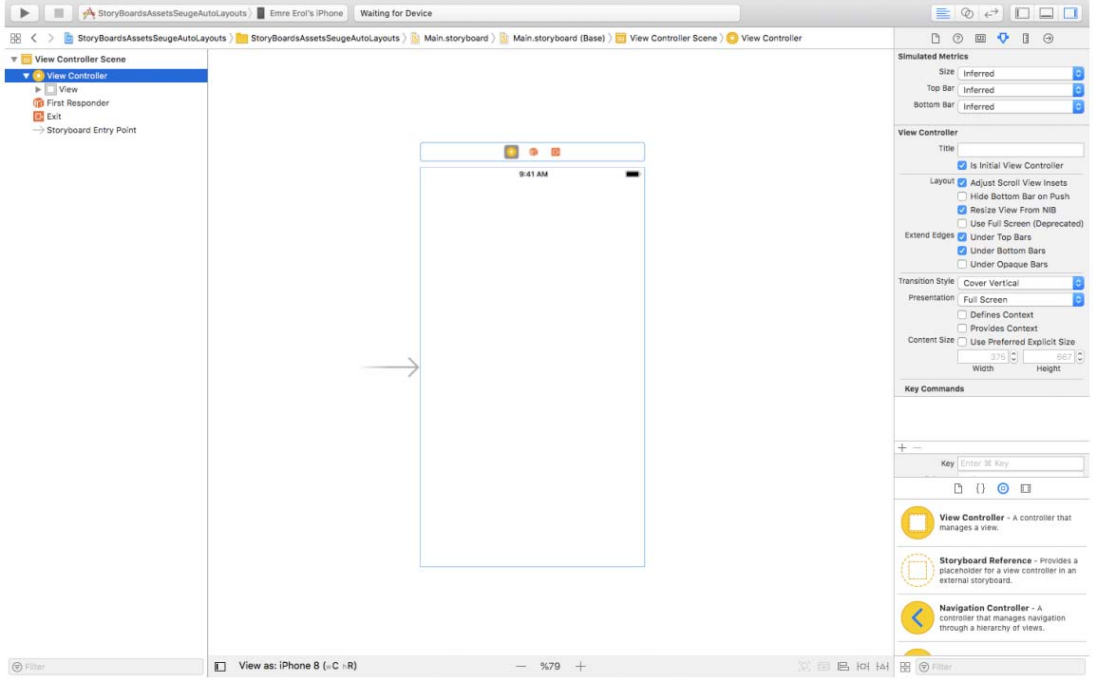 StoryBoardsAssetsSeugeAutoLayouts Emre Erol's iPhone Waiting for Device
StoryBoardsAssetsSeugeAutoLayouts StoryBoardsAssetsSeugeAutoLayouts Main.storyboard Main.storyboard (Base) View Controller Scene View Controller
View Controller Scene
View Controller
View
First Responder
Exit
Storyboard Entry Point
9:41 AM
Simulated Metrics
Size Inferred
Top Bar Inferred
Bottom Bar Inferred
View Controller
Title
Is Initial View Controller
Layout Adjust Scroll View Insets
Hide Bottom Bar on Push
Resize View From NIB
Use Full Screen (Deprecated)
Extend Edges Under Top Bars
Under Bottom Bars
Under Opaque Bars
Transition Style Cover Vertical
Presentation Full Screen
Defines Context
Provides Context
Content Size Use Preferred Explicit Size
375 667
Width Height
Key Commands
Key Enter ⌘ Key
View Controller - A controller that
manages a view.
Storyboard Reference - Provides a
placeholder for a view controller in an
external storyboard.
Navigation Controller - A
controller that manages navigation
through a hierarchy of views.
Filter
View as: iPhone 8 (wC hR)
%79
Filter